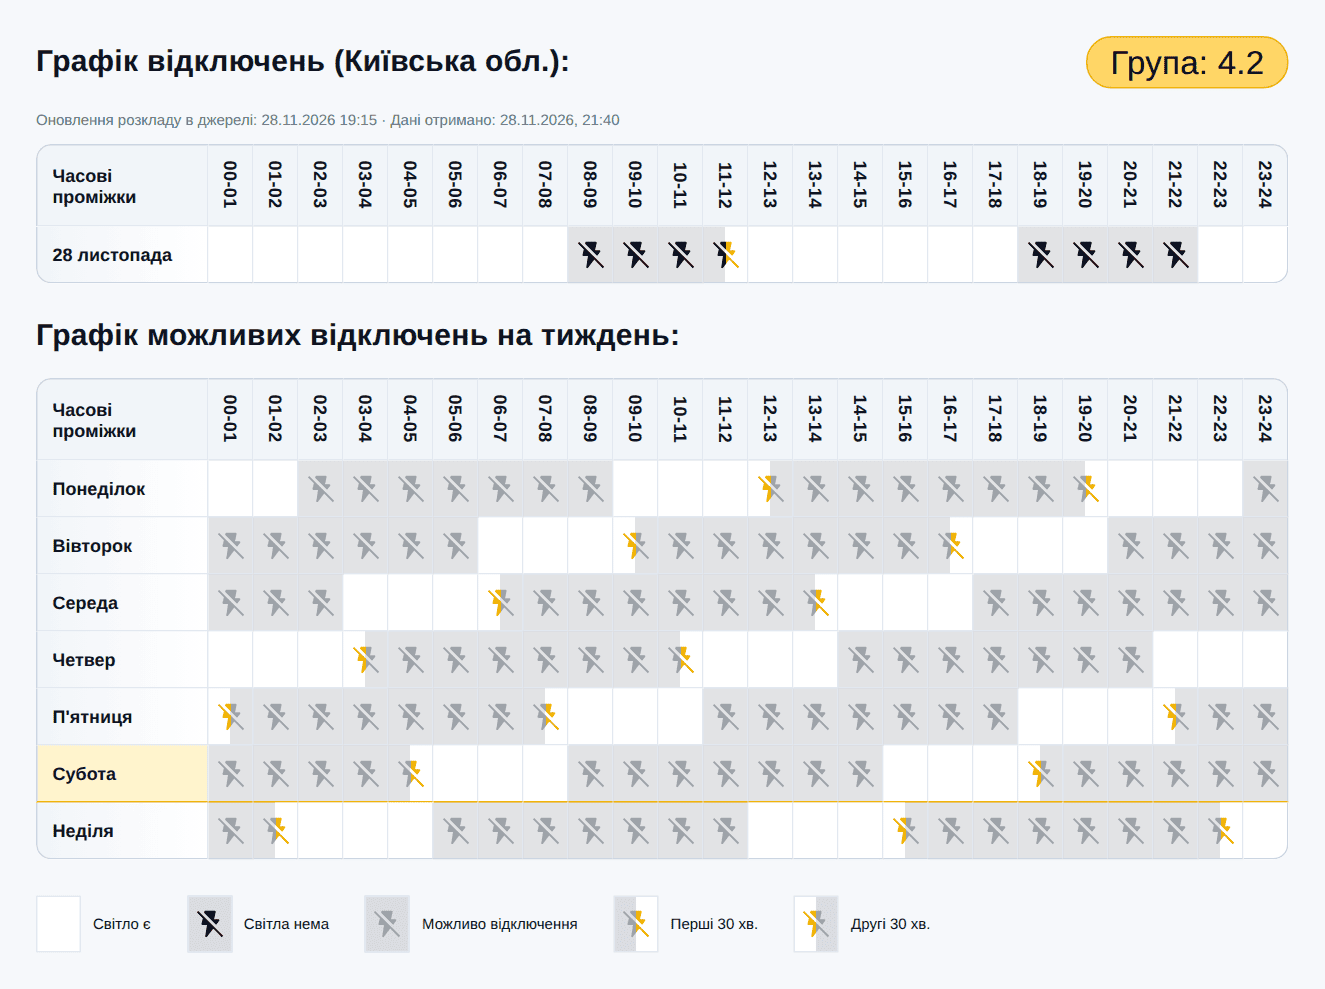 Графік відключень (Київська обл.):
Група: 4.2
Оновлення розкладу в джерелі: 28.11.2026 19:15 · Дані отримано: 28.11.2026, 21:40
Часові
проміжки
00-01 01-02 02-03 03-04 04-05 05-06 06-07 07-08 08-09 09-10 10-11 11-12 12-13 13-14 14-15 15-16 16-17 17-18 18-19 19-20 20-21 21-22 22-23 23-24
28 листопада
Графік можливих відключень на тиждень:
Часові
проміжки
00-01 01-02 02-03 03-04 04-05 05-06 06-07 07-08 08-09 09-10 10-11 11-12 12-13 13-14 14-15 15-16 16-17 17-18 18-19 19-20 20-21 21-22 22-23 23-24
Понеділок
Вівторок
Середа
Четвер
П'ятниця
Субота
Неділя
Світло є
Світла нема
Можливо відключення
Перші 30 хв.
Другі 30 хв.